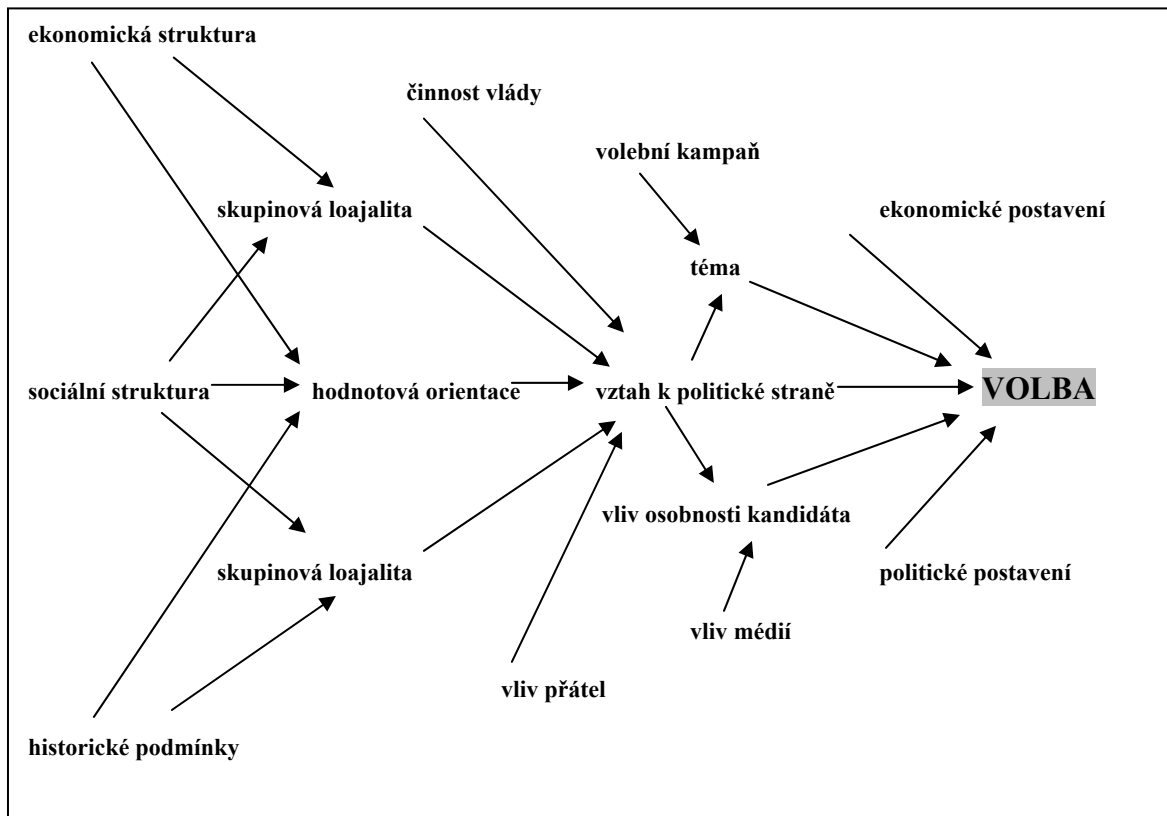 ekonomická struktura
činnost vlády
volební kampaň
skupinová loajalita
ekonomické postavení
téma
sociální struktura
hodnotová orientace
vztah k politické straně
VOLBA
vliv osobnosti kandidáta
skupinová loajalita
politické postavení
vliv médií
vliv přátel
historické podmínky